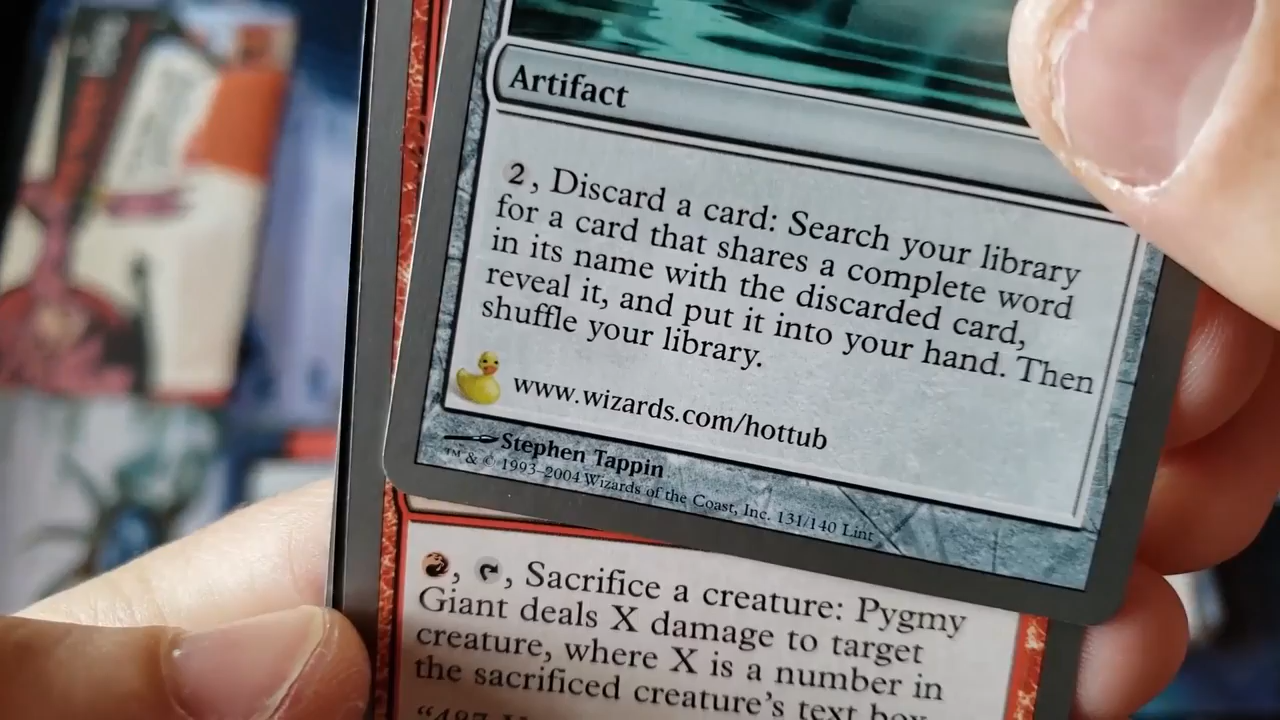 Artifact
2, Discard a card: Search your library
for a card that shares a complete word
in its name with the discarded card,
reveal it, and put it into your hand. Then
shuffle your library.
www.wizards.com/hottub
Stephen Tappin
™ & © 1993–2004 Wizards of the Coast, Inc. 131/140 Lint
, , Sacrifice a creature: Pygmy
Giant deals X damage to target
creature, where X is a number in
the sacrificed creature's text box.